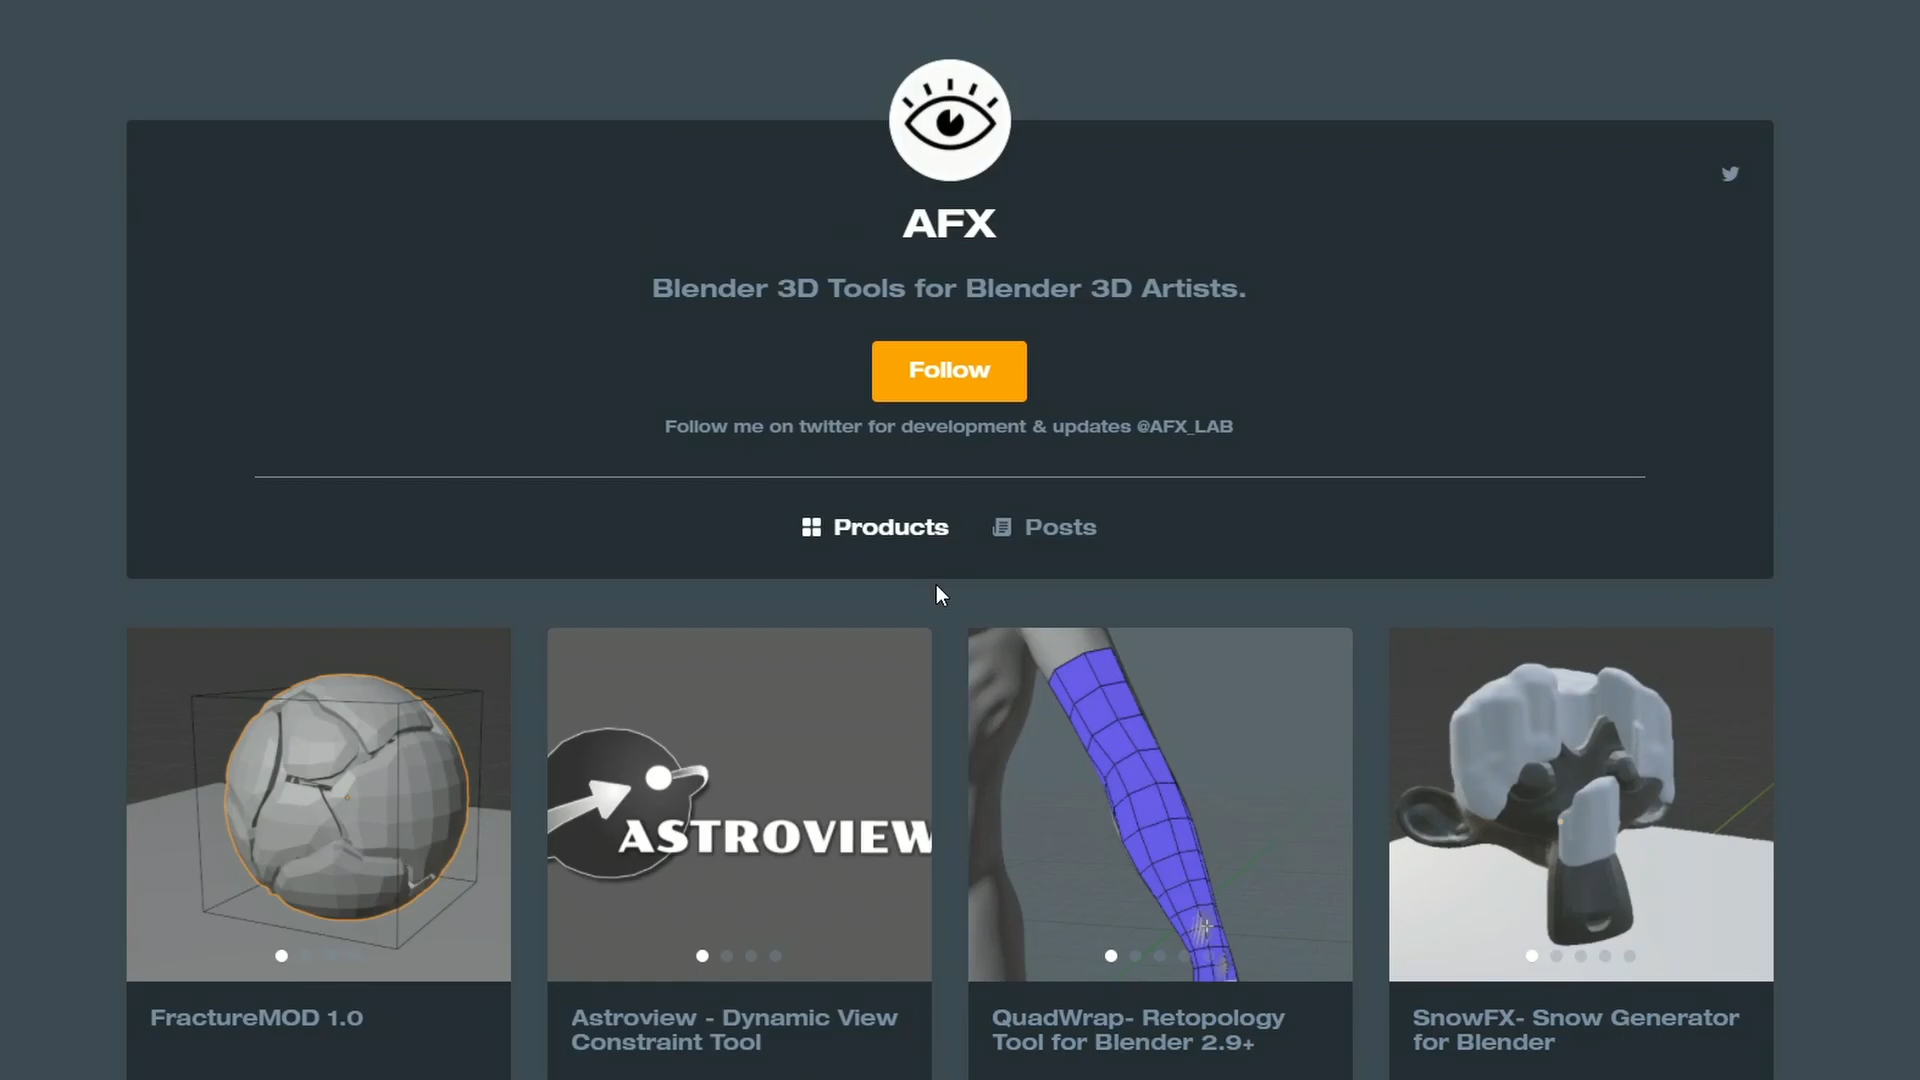 AFX
Blender 3D Tools for Blender 3D Artists.
Follow
Follow me on twitter for development & updates @AFX_LAB
Products
Posts
ASTROVIEW
FractureMOD 1.0
Astroview - Dynamic View
Constraint Tool
QuadWrap- Retopology
Tool for Blender 2.9+
SnowFX- Snow Generator
for Blender